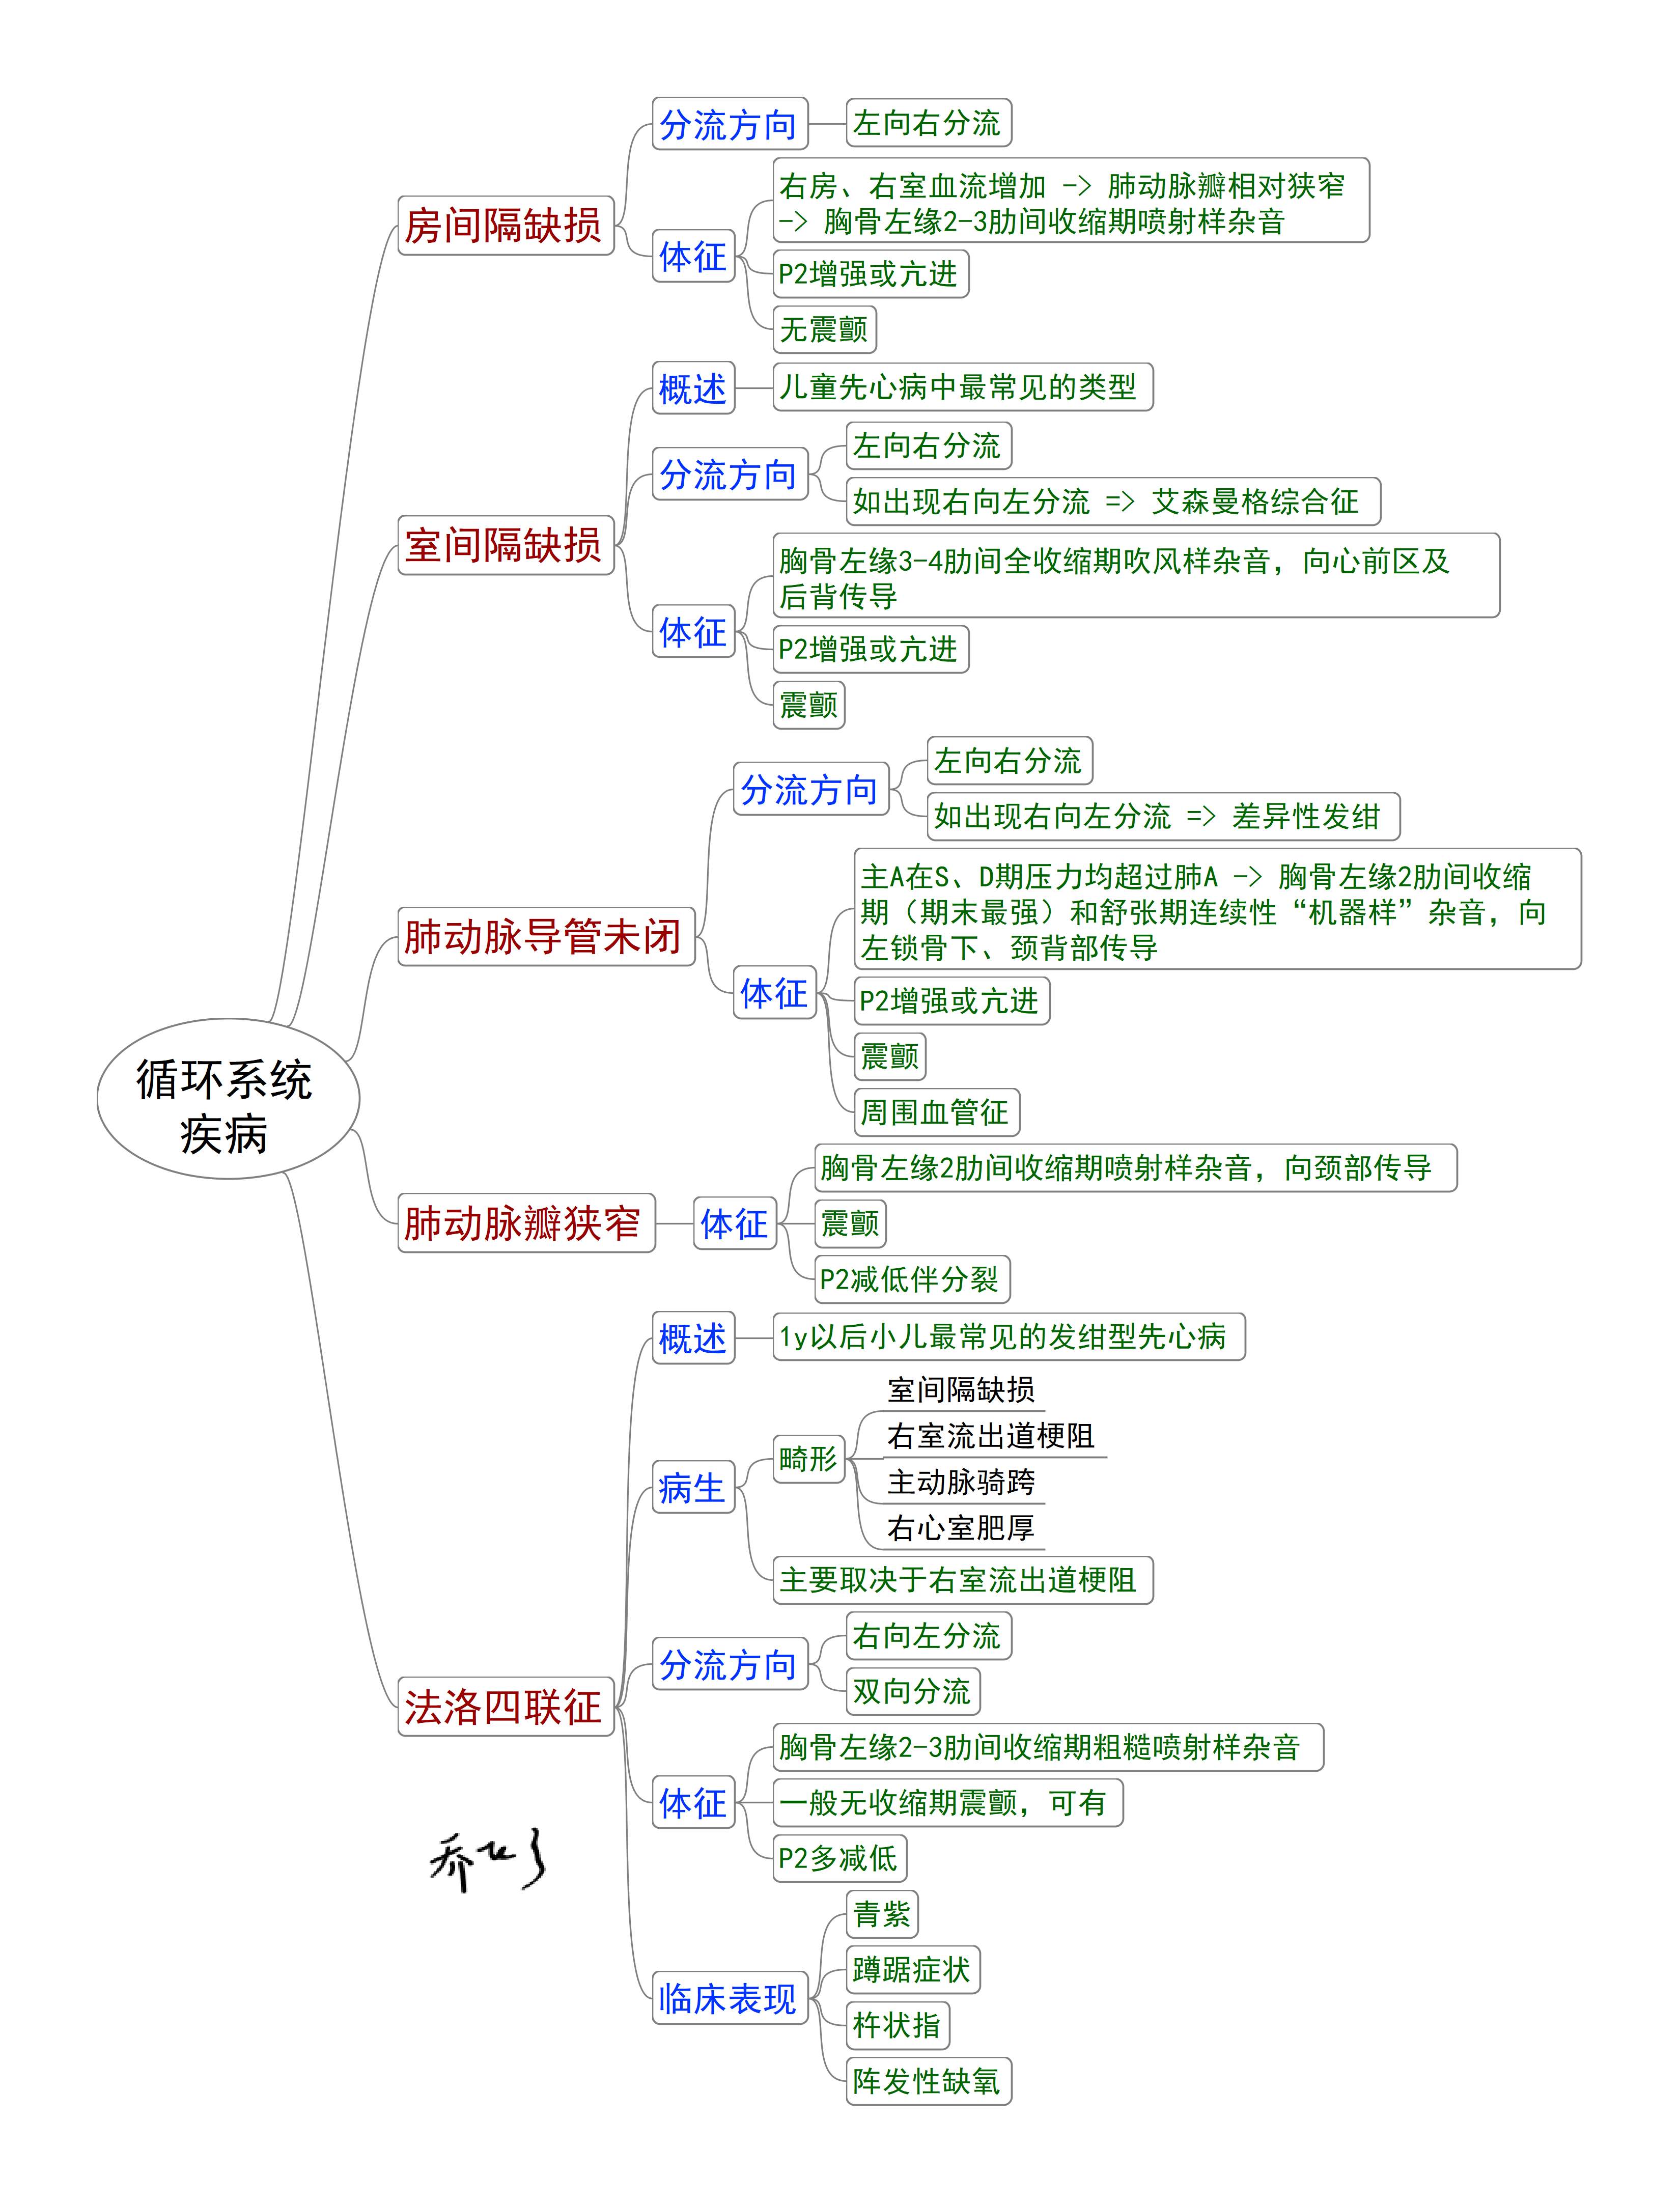 循环系统
疾病
房间隔缺损
分流方向
左向右分流
体征
右房、右室血流增加 -> 肺动脉瓣相对狭窄
-> 胸骨左缘2-3肋间收缩期喷射样杂音
P2增强或亢进
无震颤
室间隔缺损
概述
儿童先心病中最常见的类型
分流方向
左向右分流
如出现右向左分流 => 艾森曼格综合征
体征
胸骨左缘3-4肋间全收缩期吹风样杂音，向心前区及
后背传导
P2增强或亢进
震颤
肺动脉导管未闭
分流方向
左向右分流
如出现右向左分流 => 差异性发绀
体征
主A在S、D期压力均超过肺A -> 胸骨左缘2肋间收缩
期（期末最强）和舒张期连续性“机器样”杂音，向
左锁骨下、颈背部传导
P2增强或亢进
震颤
周围血管征
肺动脉瓣狭窄
体征
胸骨左缘2肋间收缩期喷射样杂音，向颈部传导
震颤
P2减低伴分裂
法洛四联征
概述
1y以后小儿最常见的发绀型先心病
病生
畸形
室间隔缺损
右室流出道梗阻
主动脉骑跨
右心室肥厚
主要取决于右室流出道梗阻
分流方向
右向左分流
双向分流
体征
胸骨左缘2-3肋间收缩期粗糙喷射样杂音
一般无收缩期震颤，可有
P2多减低
临床表现
青紫
蹲踞症状
杵状指
阵发性缺氧